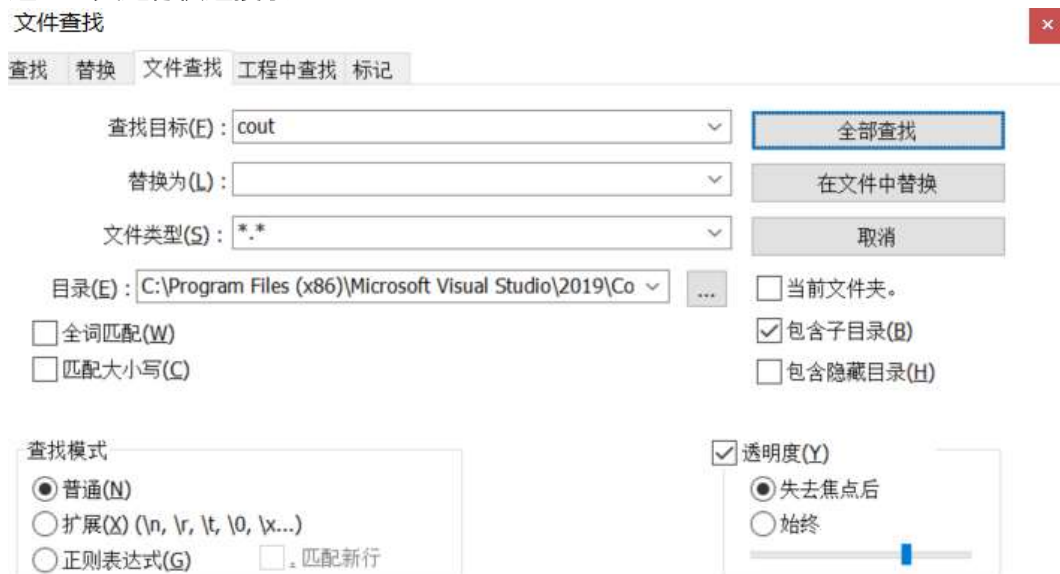 文件查找
查找 替换 文件查找 工程中查找 标记
查找目标(F)：cout 全部查找
替换为(L)： 在文件中替换
文件类型(S)：*.* 取消
目录(E)：C:\Program Files (x86)\Microsoft Visual Studio\2019\Co ... 当前文件夹。
全词匹配(W) 包含子目录(B)
匹配大小写(C) 包含隐藏目录(H)
查找模式 透明度(Y)
普通(N) 失去焦点后
扩展(X) (\n, \r, \t, \0, \x...) 始终
正则表达式(G) . 匹配新行